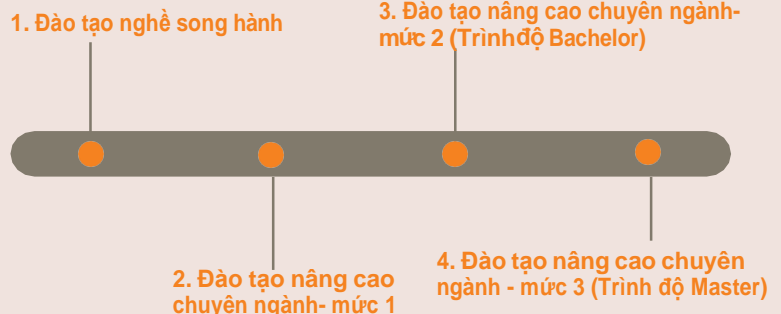 1. Đào tạo nghề song hành
3. Đào tạo nâng cao chuyên ngành-
mức 2 (Trình độ Bachelor)
2. Đào tạo nâng cao
chuyên ngành- mức 1
4. Đào tạo nâng cao chuyên
ngành - mức 3 (Trình độ Master)